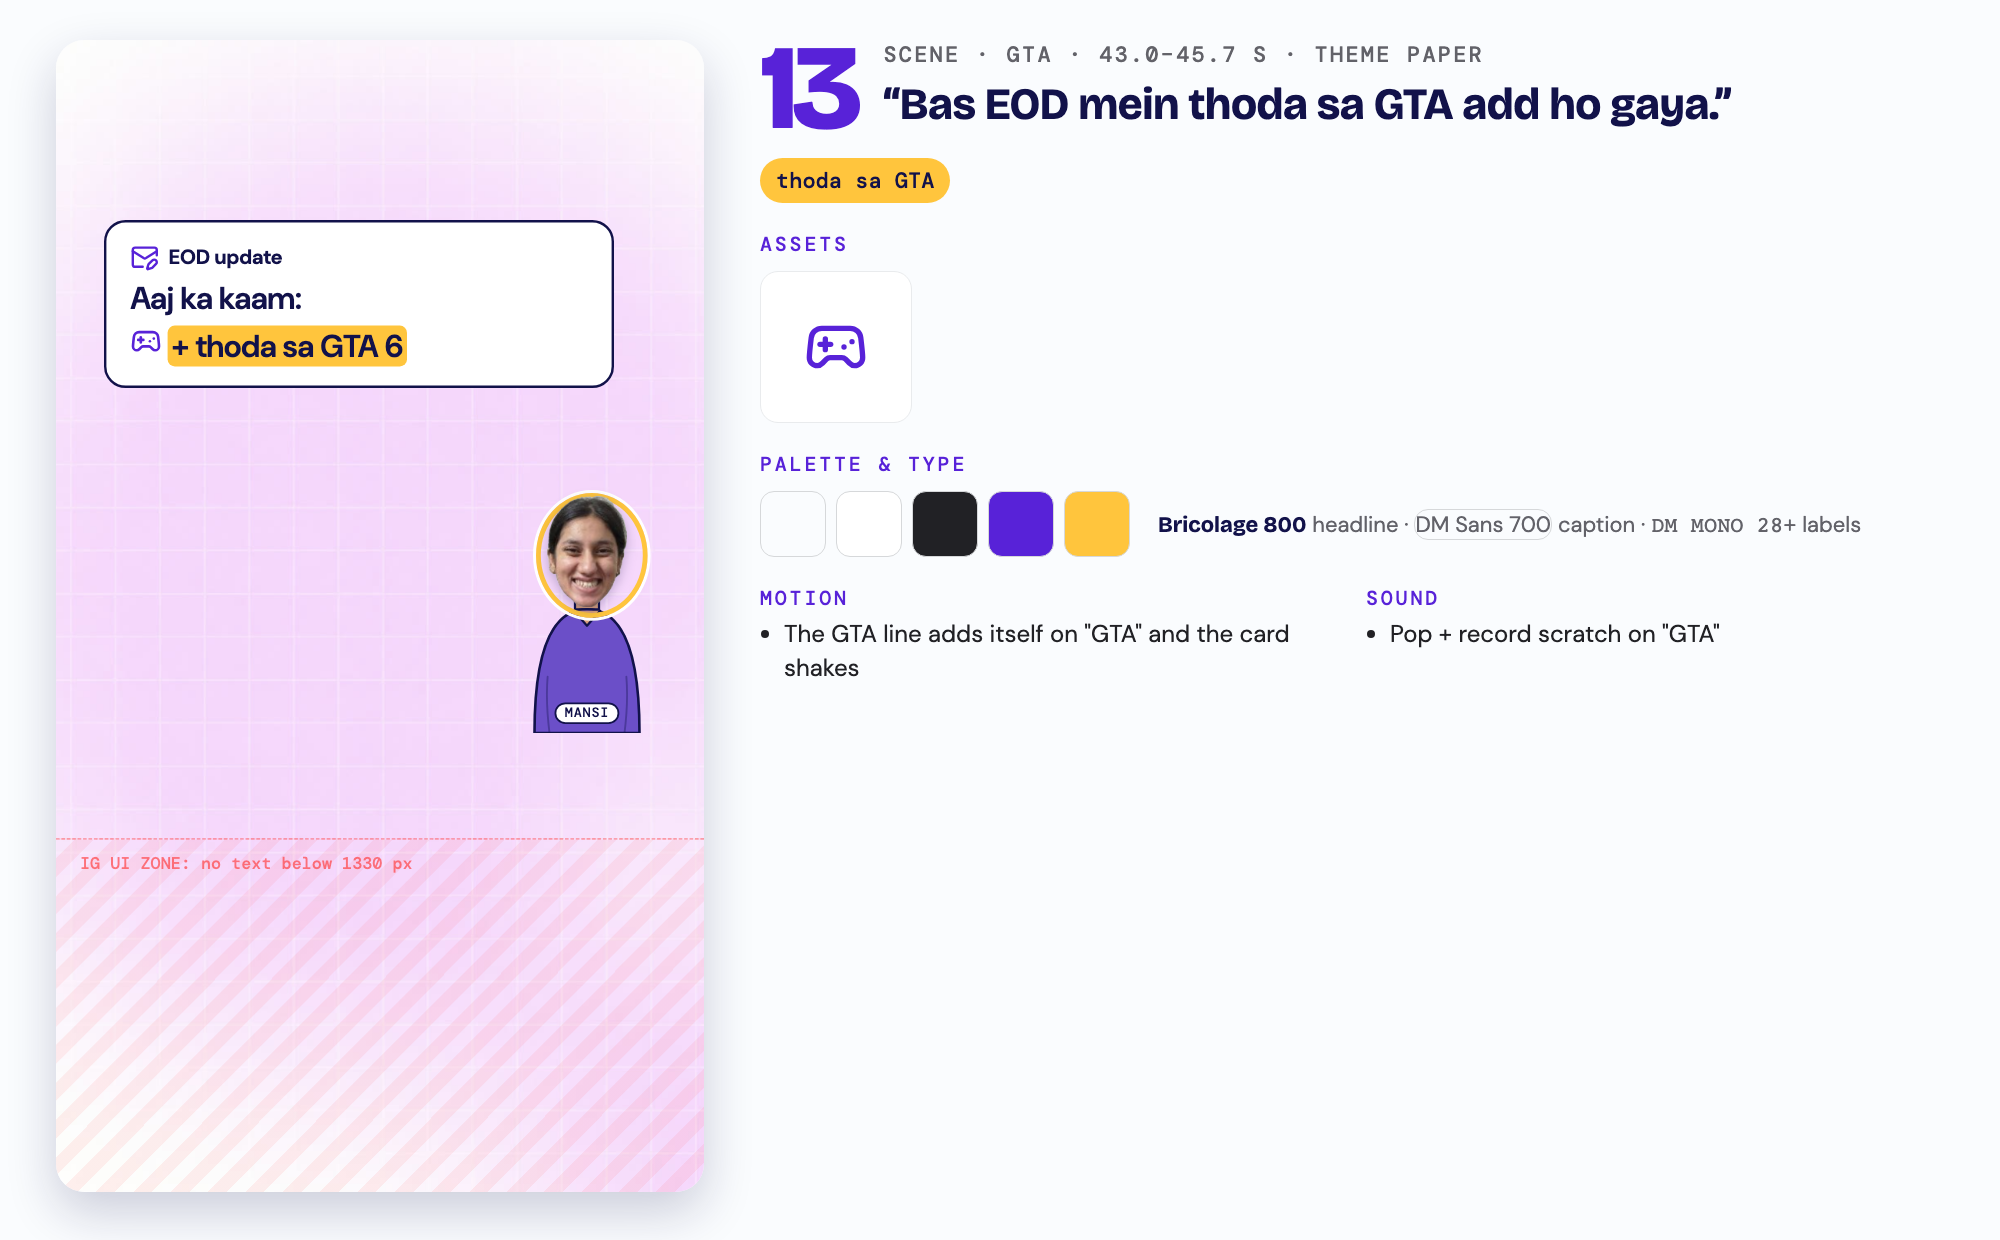 EOD update
Aaj ka kaam:
+ thoda sa GTA 6
MANSI
IG UI ZONE: no text below 1330 px
13
SCENE · GTA · 43.0–45.7 S · THEME PAPER
“Bas EOD mein thoda sa GTA add ho gaya.”
thoda sa GTA
ASSETS
PALETTE & TYPE
Bricolage 800 headline · DM Sans 700 caption · DM MONO 28+ labels
MOTION
• The GTA line adds itself on "GTA" and the card
shakes
SOUND
• Pop + record scratch on "GTA"